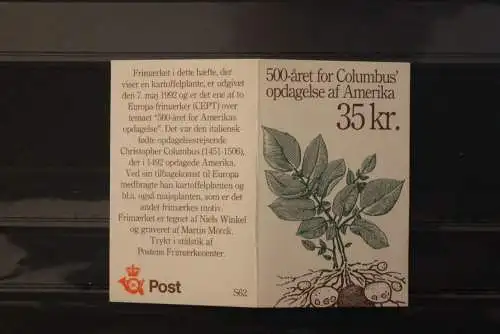 Frimærket i dette hæfte, der
viser en kartoffelplante, er udgivet
den 7. maj 1992 og er det ene af to
Europa-frimærker (CEPT) over
temaet "500-året for Amerikas
opdagelse". Det var den italiensk-
fødte opdagelsesrejsende
Christopher Columbus (1451-1506),
der i 1492 opdagede Amerika.
Ved sin tilbagekomst til Europa
medbragte han kartoffelplanten og
bl.a. også majsplanten, som er det
andet frimærkes motiv.
Frimærket er tegnet af Niels Winkel
og graveret af Martin Mörck.
Trykt i stålstik af
Postens Frimærkecenter.
Post
S62
500-året for Columbus'
opdagelse af Amerika
35 kr.